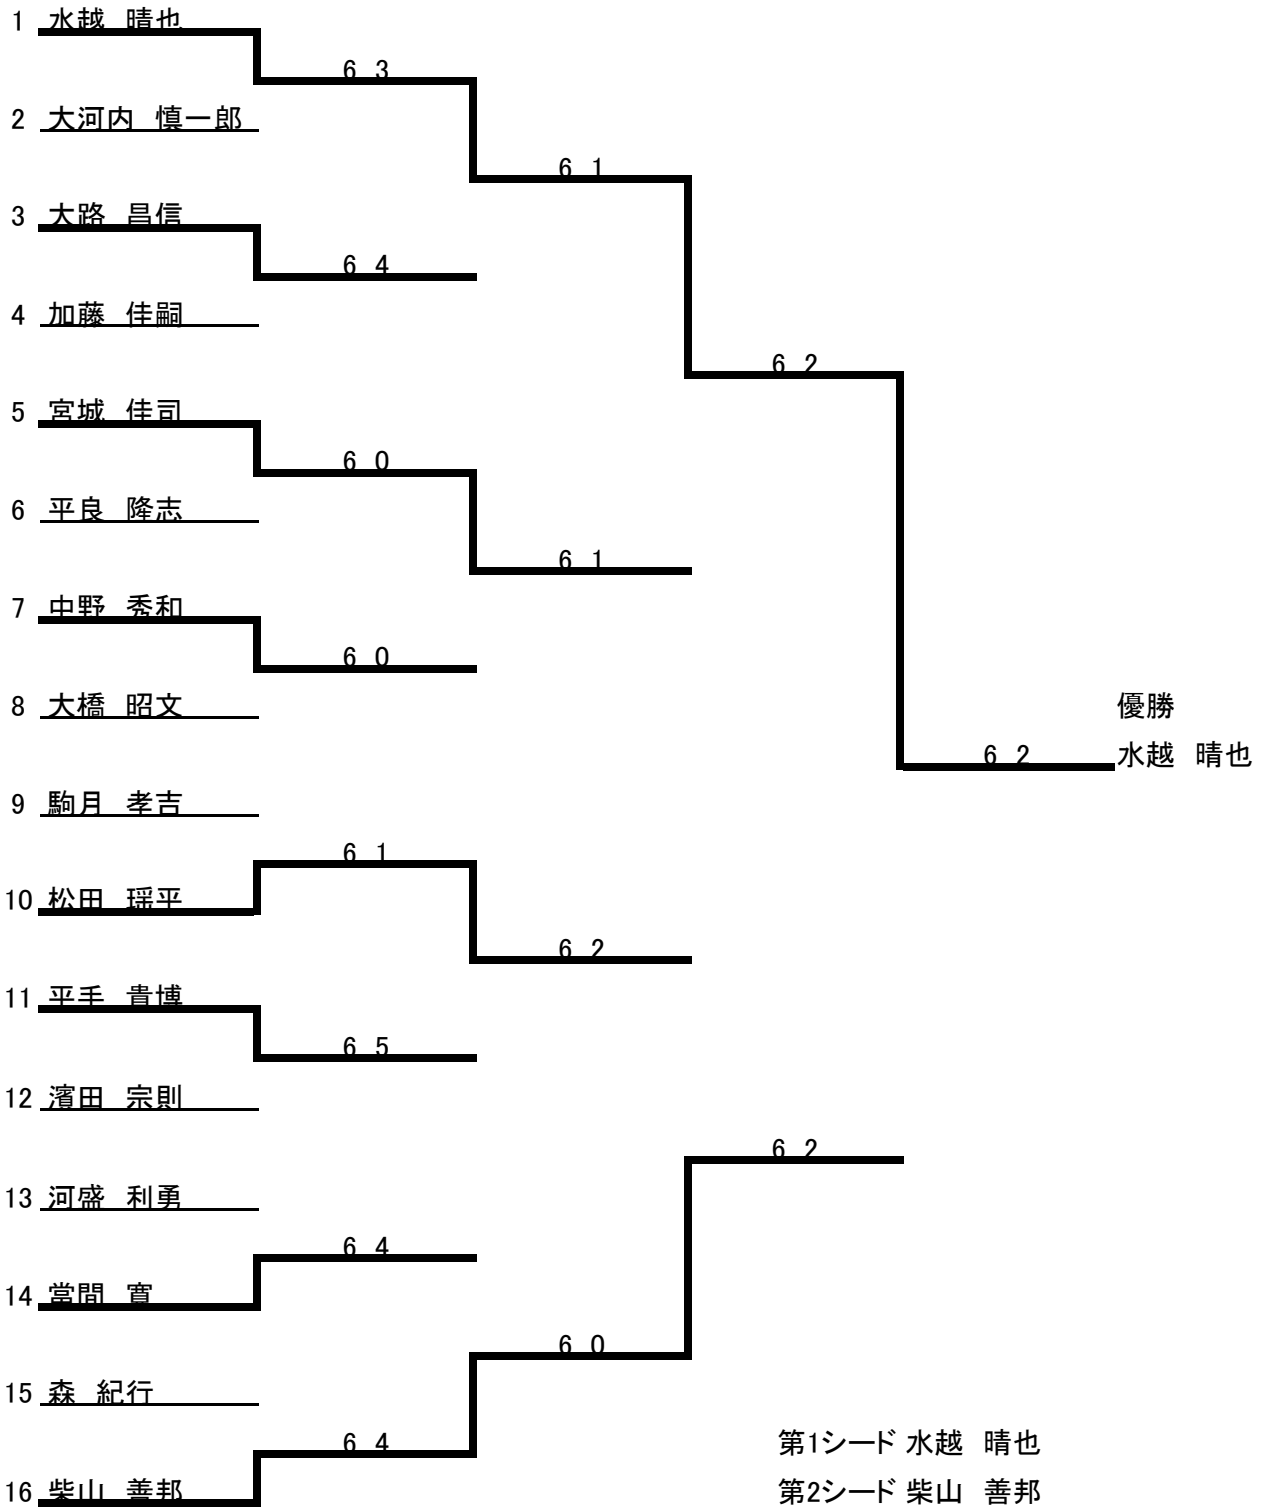 1 水越 晴也
6 3
2 大河内 慎一郎
6 1
3 大路 昌信
6 4
4 加藤 佳嗣
6 2
5 宮城 佳司
6 0
6 平良 隆志
6 1
7 中野 秀和
6 0
8 大橋 昭文
優勝
6 2 水越 晴也
9 駒月 孝吉
6 1
10 松田 瑶平
6 2
11 平手 貴博
6 5
12 濱田 宗則
6 2
13 河盛 利勇
6 4
14 當間 寛
6 0
15 森 紀行
6 4
第1シード 水越 晴也
16 柴山 善邦
第2シード 柴山 善邦